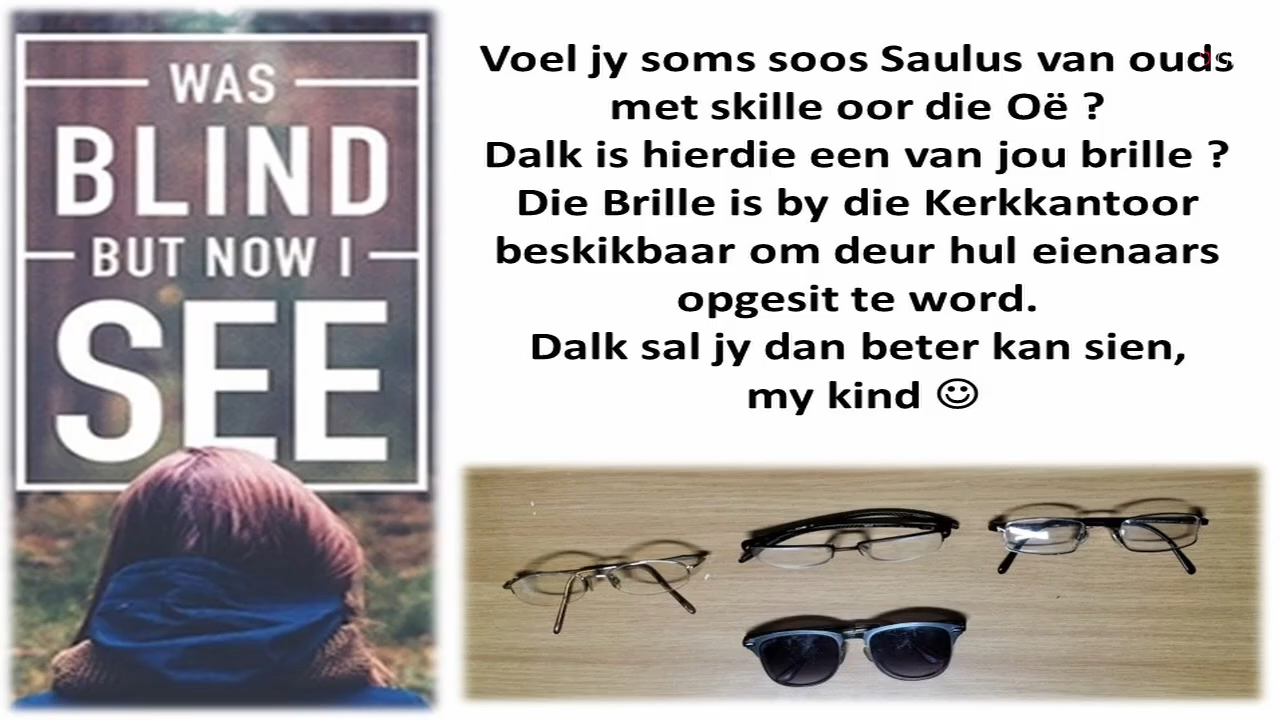 WAS
BLIND
BUT NOW I
SEE
Voel jy soms soos Saulus van ouds
met skille oor die Oë ?
Dalk is hierdie een van jou brille ?
Die Brille is by die Kerkkantoor
beskikbaar om deur hul eienaars
opgesit te word.
Dalk sal jy dan beter kan sien,
my kind ☺